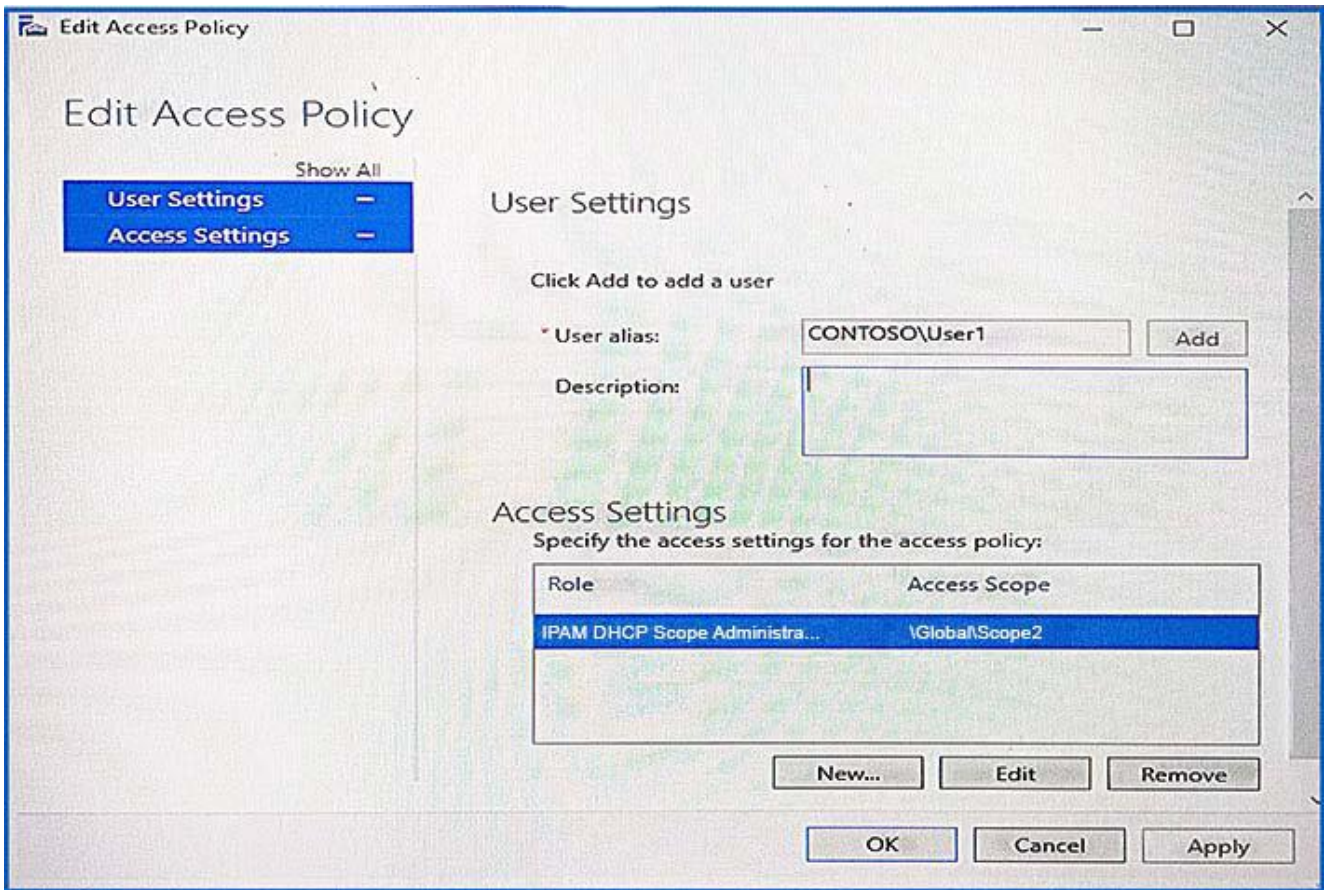 Edit Access Policy
Edit Access Policy
Show All
User Settings
Access Settings
User Settings
Click Add to add a user
* User alias: CONTOSO\User1 Add
Description:
Access Settings
Specify the access settings for the access policy:
Role Access Scope
IPAM DHCP Scope Administra... \Global\Scope2
New... Edit Remove
OK Cancel Apply